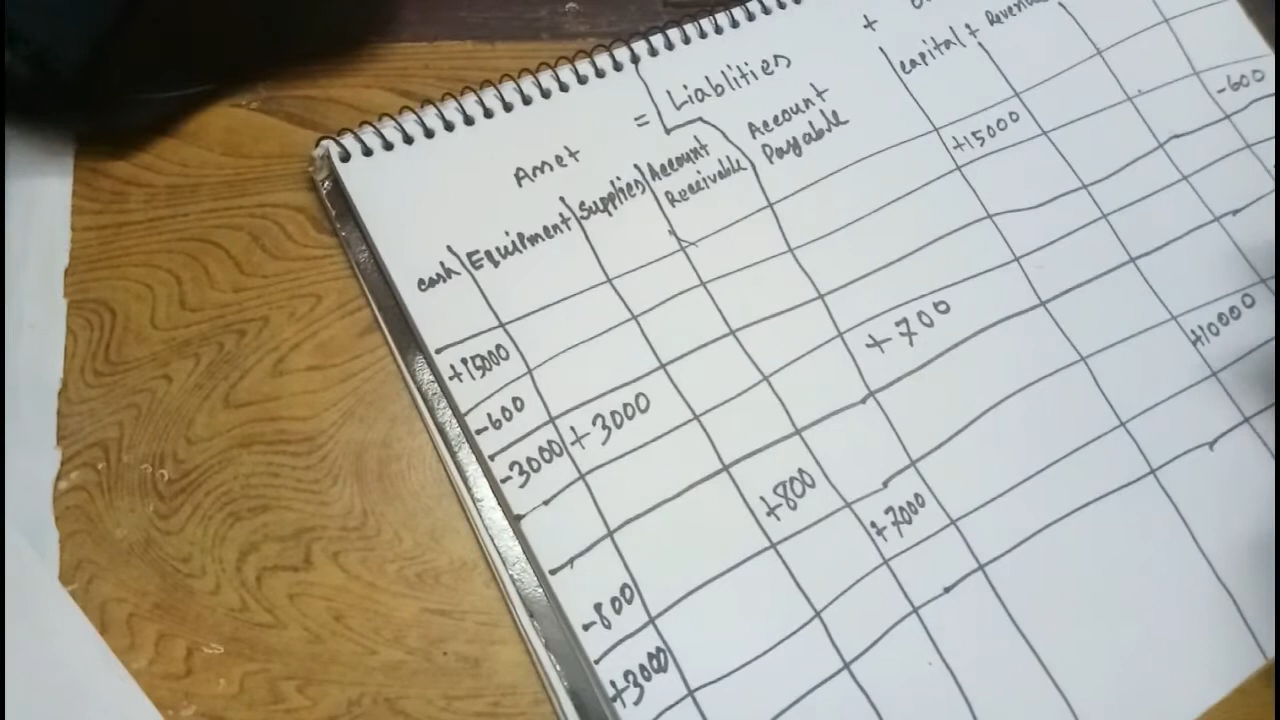 Asset = Liablities +
cash Equipment Supplies Account Receivable Account Payable capital + Revenue
+15000 +15000
-600 -600
-3000 +3000
+700
-800 +800
+3000 +7000 +10000